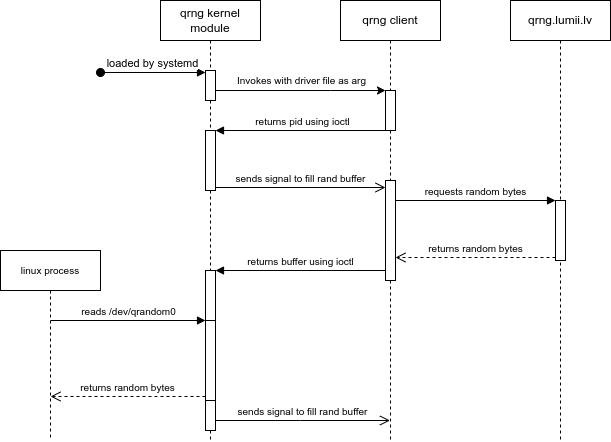 qrng kernel
module
qrng client
qrng.lumii.lv
loaded by systemd
Invokes with driver file as arg
returns pid using ioctl
sends signal to fill rand buffer
requests random bytes
returns random bytes
returns buffer using ioctl
linux process
reads /dev/qrandom0
returns random bytes
sends signal to fill rand buffer